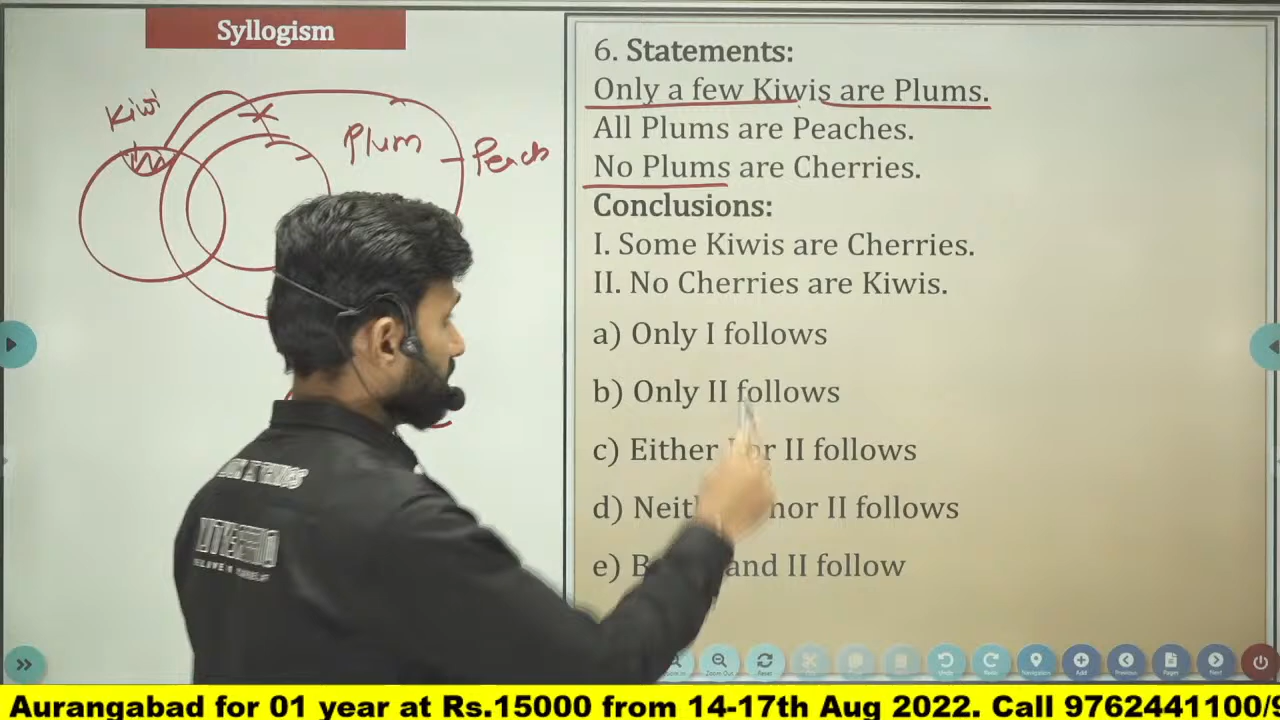 Syllogism
Kiwi
Plum
Peach
6. Statements:
Only a few Kiwis are Plums.
All Plums are Peaches.
No Plums are Cherries.
Conclusions:
I. Some Kiwis are Cherries.
II. No Cherries are Kiwis.
a) Only I follows
b) Only II follows
c) Either I or II follows
d) Neit nor II follows
e) B and II follow
Aurangabad for 01 year at Rs.15000 from 14-17th Aug 2022. Call 9762441100/9